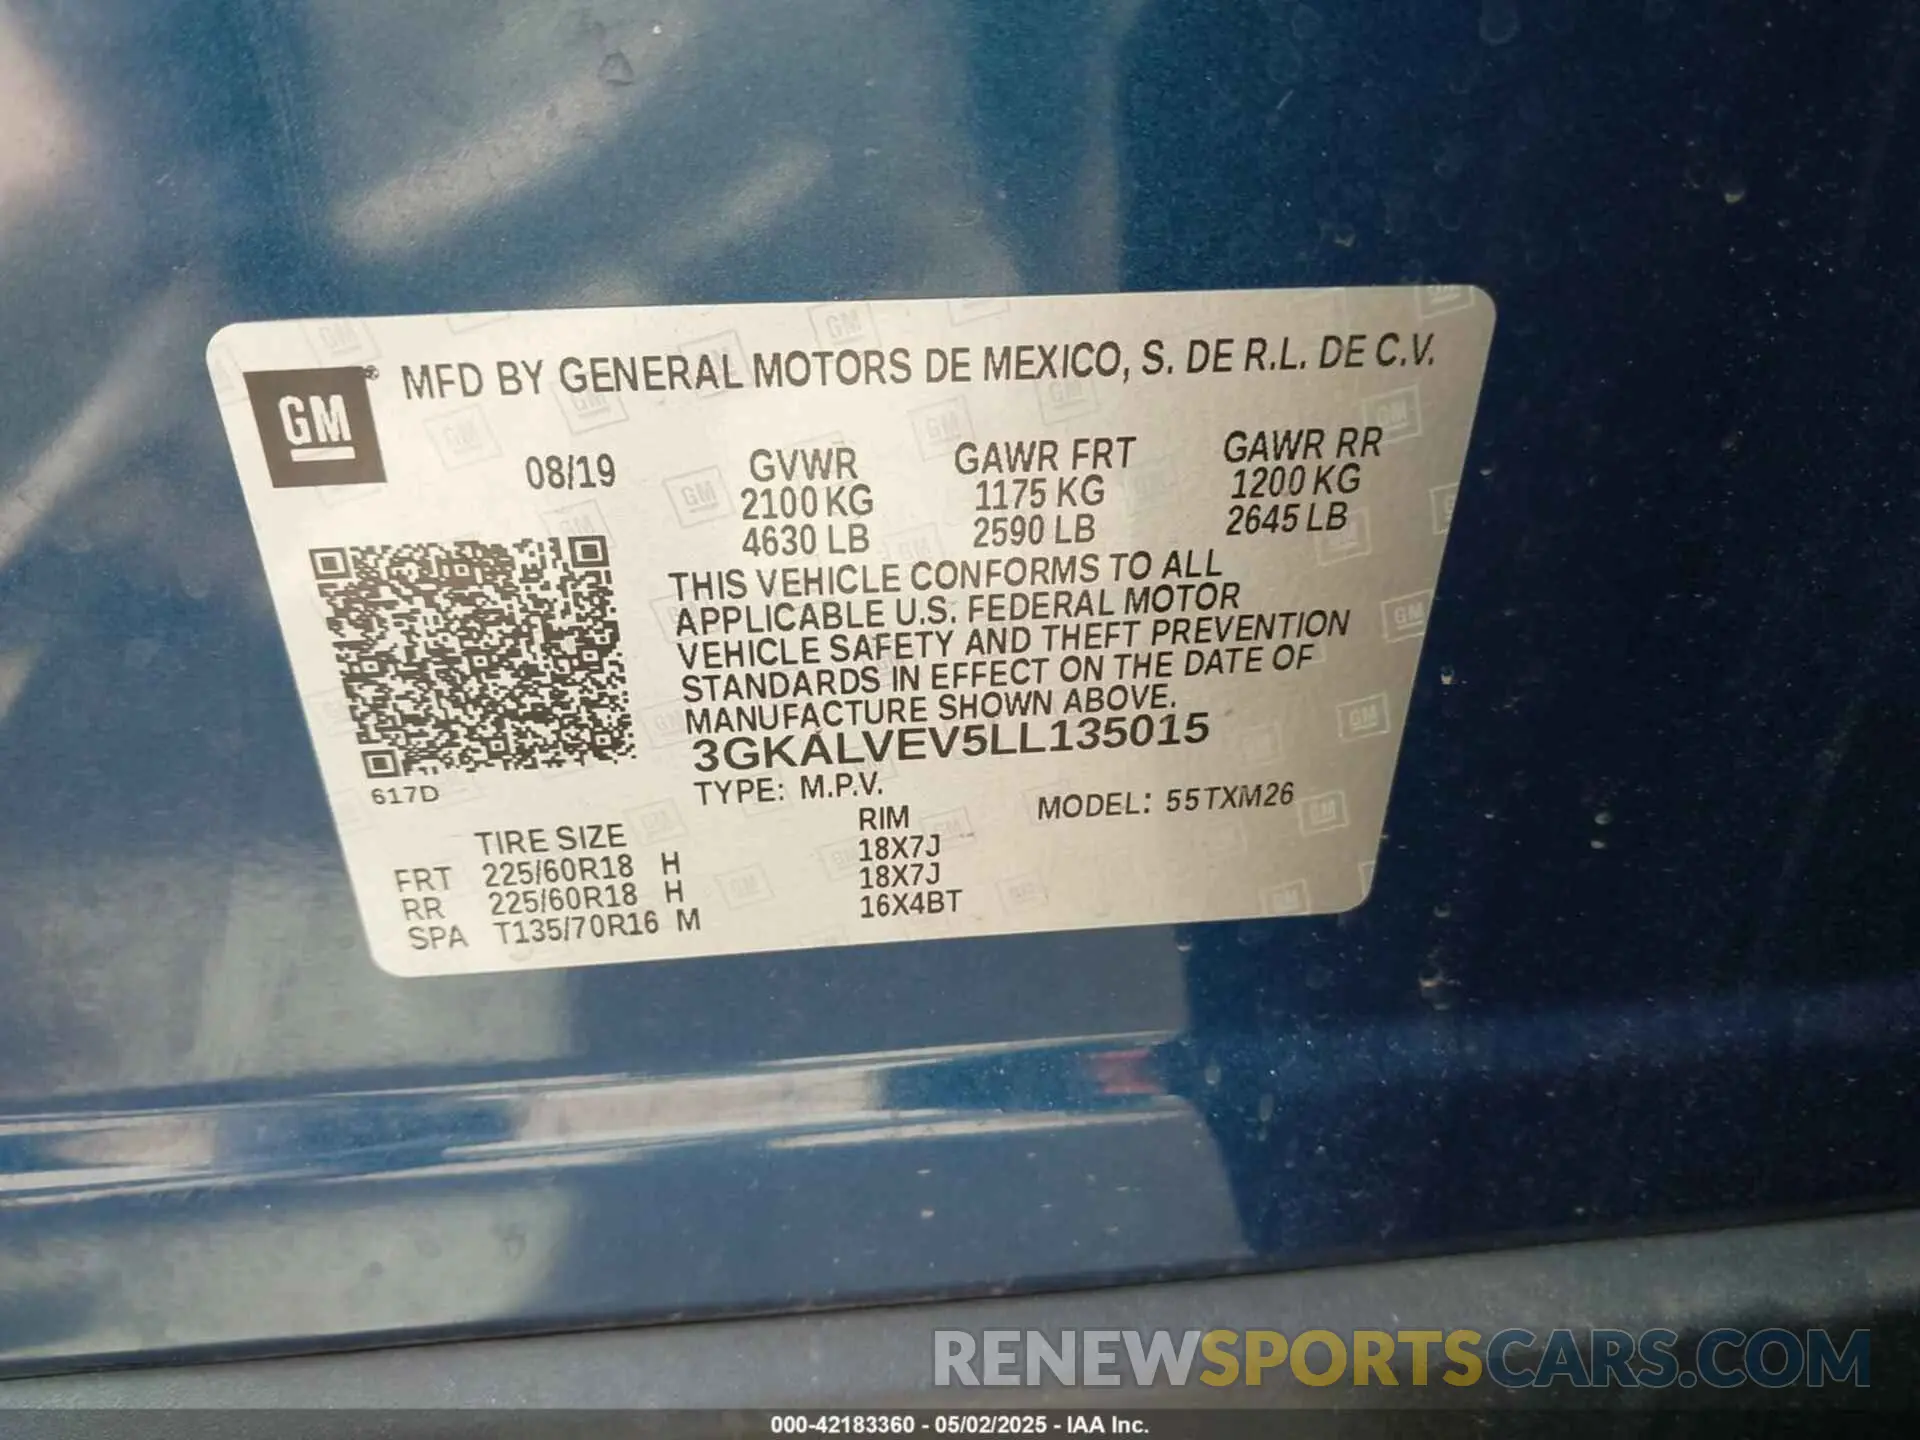 GM ®
MFD BY GENERAL MOTORS DE MEXICO, S. DE R.L. DE C.V.
08/19
GVWR
2100 KG
4630 LB
GAWR FRT
1175 KG
2590 LB
GAWR RR
1200 KG
2645 LB
THIS VEHICLE CONFORMS TO ALL
APPLICABLE U.S. FEDERAL MOTOR
VEHICLE SAFETY AND THEFT PREVENTION
STANDARDS IN EFFECT ON THE DATE OF
MANUFACTURE SHOWN ABOVE.
3GKALVEV5LL135015
617D
TYPE: M.P.V.
MODEL: 55TXM26
TIRE SIZE RIM
FRT 225/60R18 H 18X7J
RR 225/60R18 H 18X7J
SPA T135/70R16 M 16X4BT
RENEWSPORTSCARS.COM
000-42183360 - 05/02/2025 - IAA Inc.